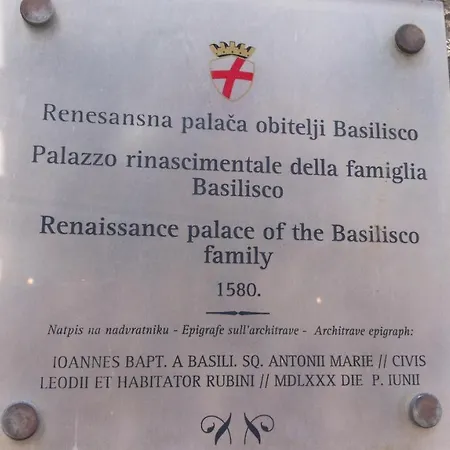 Renesansna palača obitelji Basilisco
Palazzo rinascimentale della famiglia
Basilisco
Renaissance palace of the Basilisco
family
1580.
Natpis na nadvratniku - Epigrafe sull'architrave - Architrave epigraph:
IOANNES BAPT. A BASILI. SQ. ANTONII MARIE // CIVIS
LEODII ET HABITATOR RUBINI // MDLXXX DIE P. IUNII